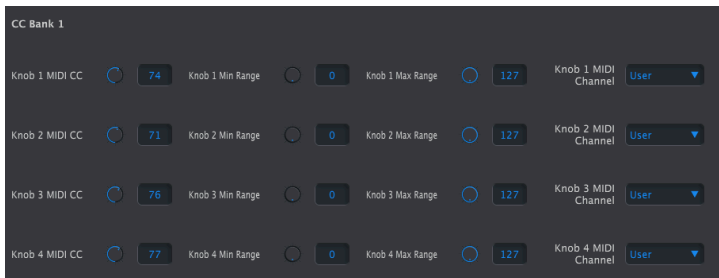 CC Bank 1
Knob 1 MIDI CC 74 Knob 1 Min Range 0 Knob 1 Max Range 127 Knob 1 MIDI Channel User
Knob 2 MIDI CC 71 Knob 2 Min Range 0 Knob 2 Max Range 127 Knob 2 MIDI Channel User
Knob 3 MIDI CC 76 Knob 3 Min Range 0 Knob 3 Max Range 127 Knob 3 MIDI Channel User
Knob 4 MIDI CC 77 Knob 4 Min Range 0 Knob 4 Max Range 127 Knob 4 MIDI Channel User